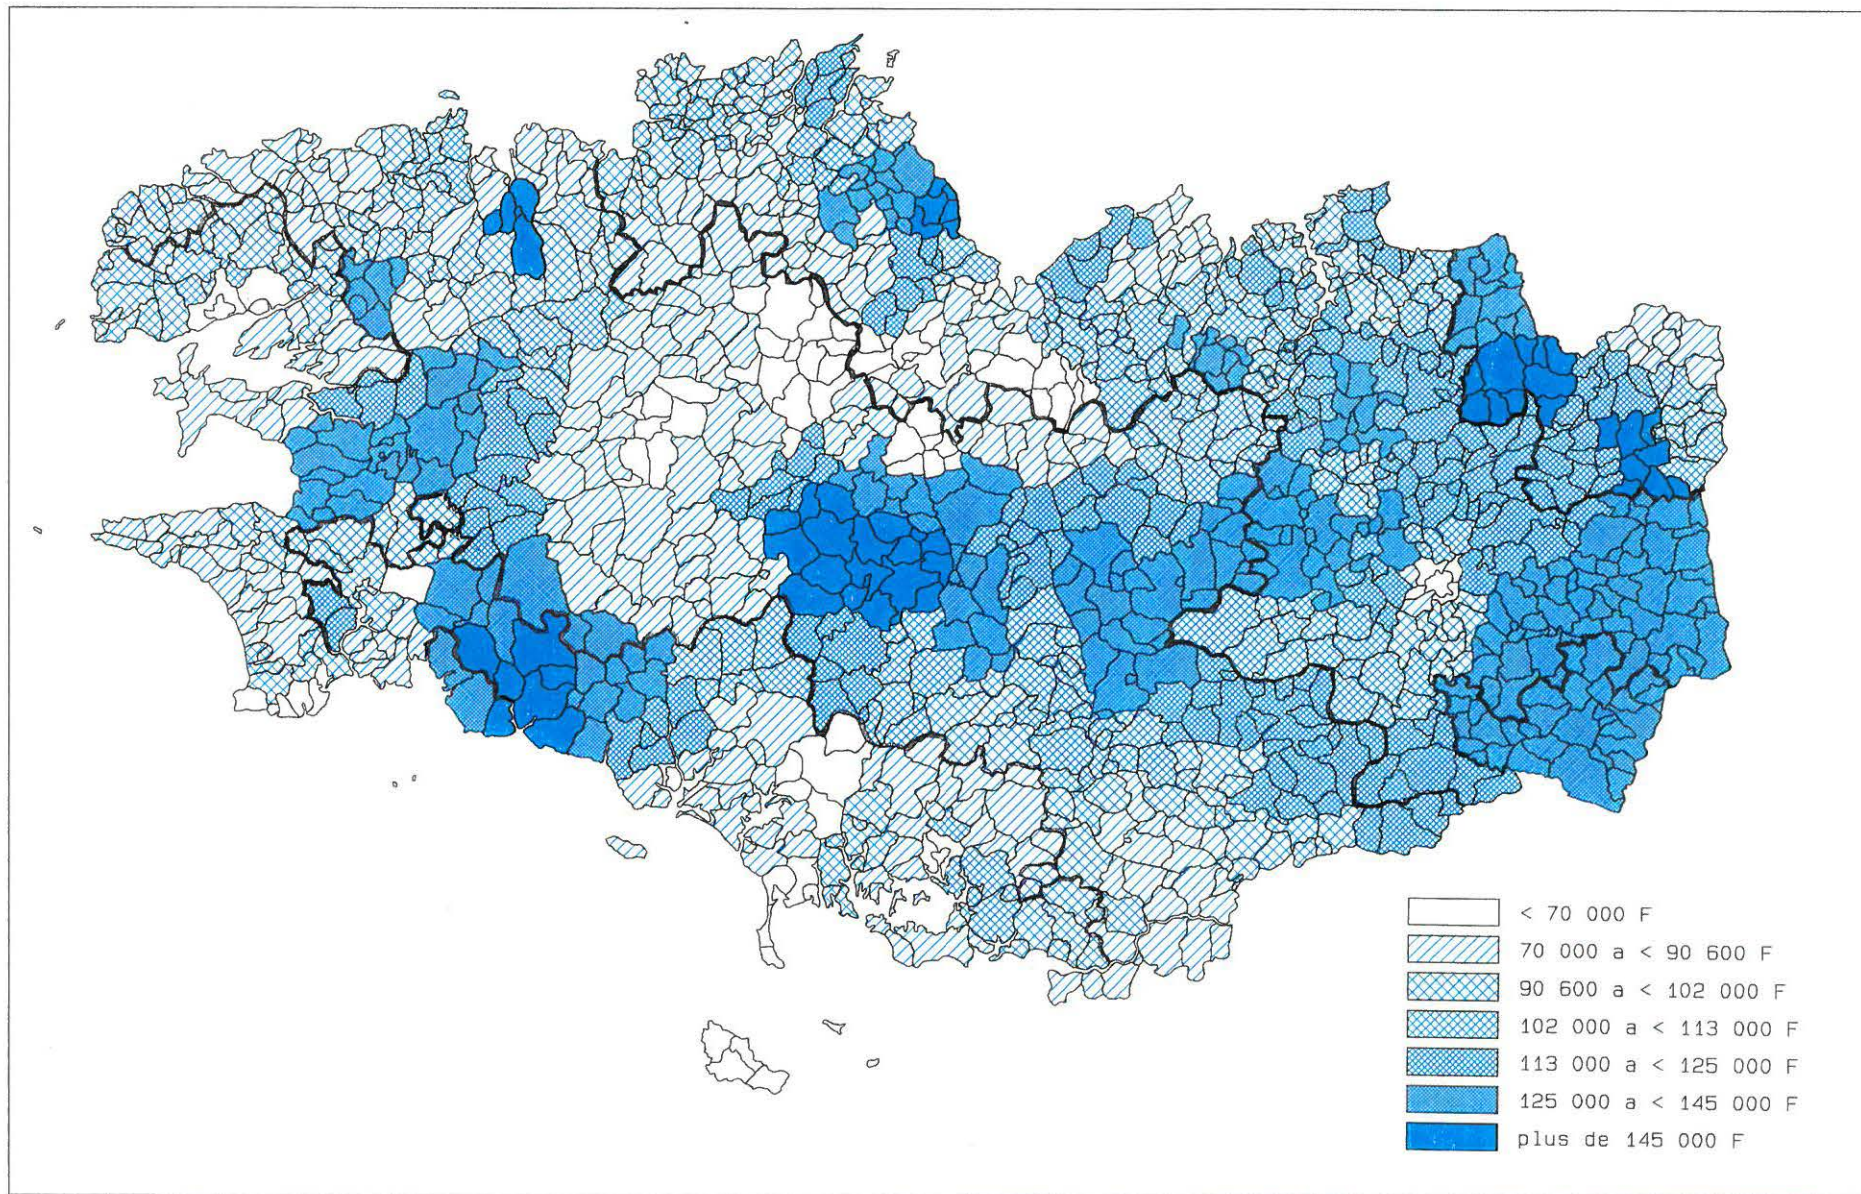 < 70 000 F
70 000 a < 90 600 F
90 600 a < 102 000 F
102 000 a < 113 000 F
113 000 a < 125 000 F
125 000 a < 145 000 F
plus de 145 000 F